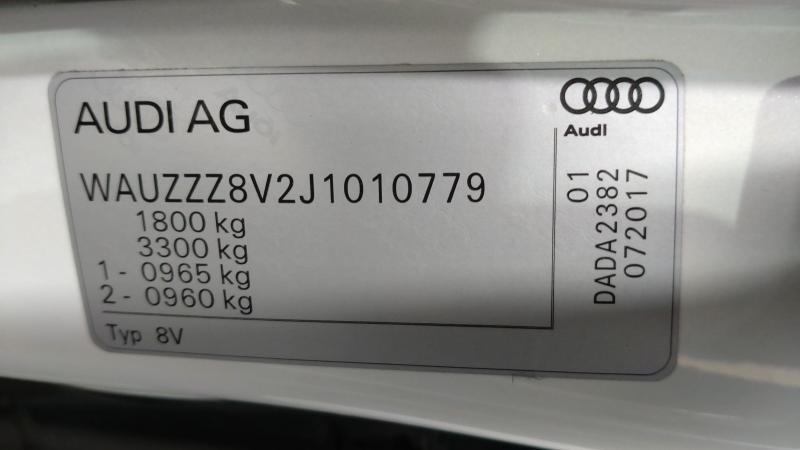 AUDI AG
Audi
WAUZZZ8V2J1010779
1800 kg
3300 kg
1 - 0965 kg
2 - 0960 kg
Typ 8V
01
DADA2382
072017